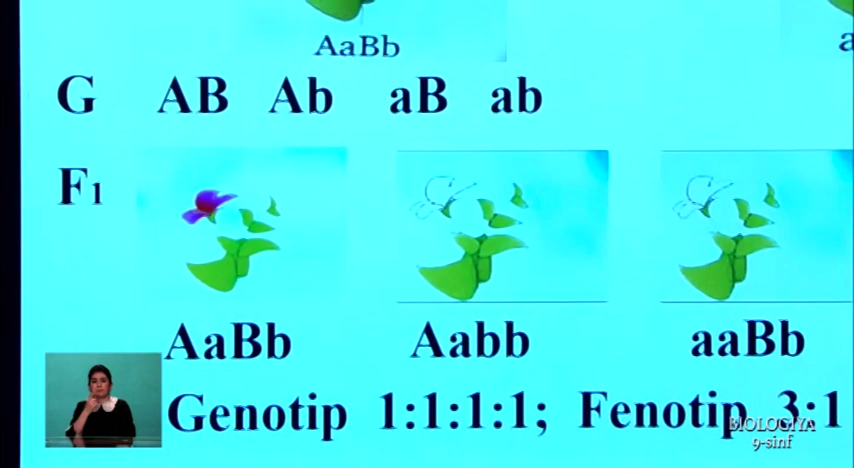 AaBb a
G AB Ab aB ab
F1
AaBb Aabb aaBb
Genotip 1:1:1:1; Fenotip 3:1
BIOLOGIYA
9-sinf